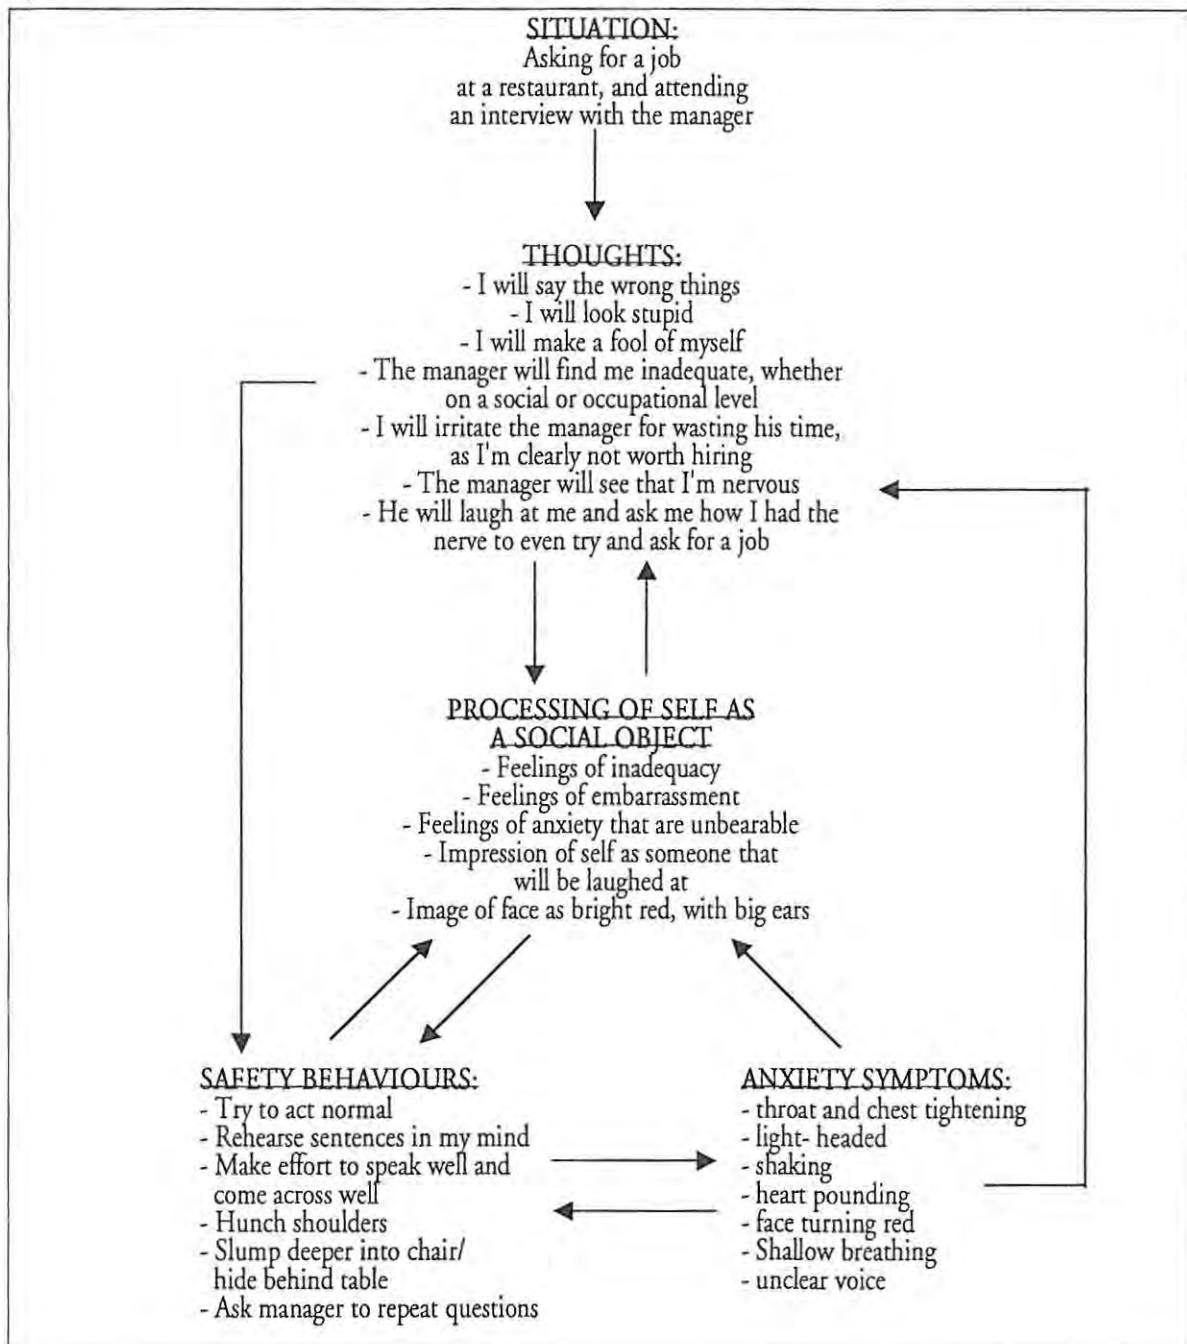 SITUATION:
Asking for a job
at a restaurant, and attending
an interview with the manager
THOUGHTS:
- I will say the wrong things
- I will look stupid
- I will make a fool of myself
- The manager will find me inadequate, whether
on a social or occupational level
- I will irritate the manager for wasting his time,
as I'm clearly not worth hiring
- The manager will see that I'm nervous
- He will laugh at me and ask me how I had the
nerve to even try and ask for a job
PROCESSING OF SELF AS
A SOCIAL OBJECT
- Feelings of inadequacy
- Feelings of embarrassment
- Feelings of anxiety that are unbearable
- Impression of self as someone that
will be laughed at
- Image of face as bright red, with big ears
SAFETY BEHAVIOURS:
- Try to act normal
- Rehearse sentences in my mind
- Make effort to speak well and
come across well
- Hunch shoulders
- Slump deeper into chair/
hide behind table
- Ask manager to repeat questions
ANXIETY SYMPTOMS:
- throat and chest tightening
- light- headed
- shaking
- heart pounding
- face turning red
- Shallow breathing
- unclear voice